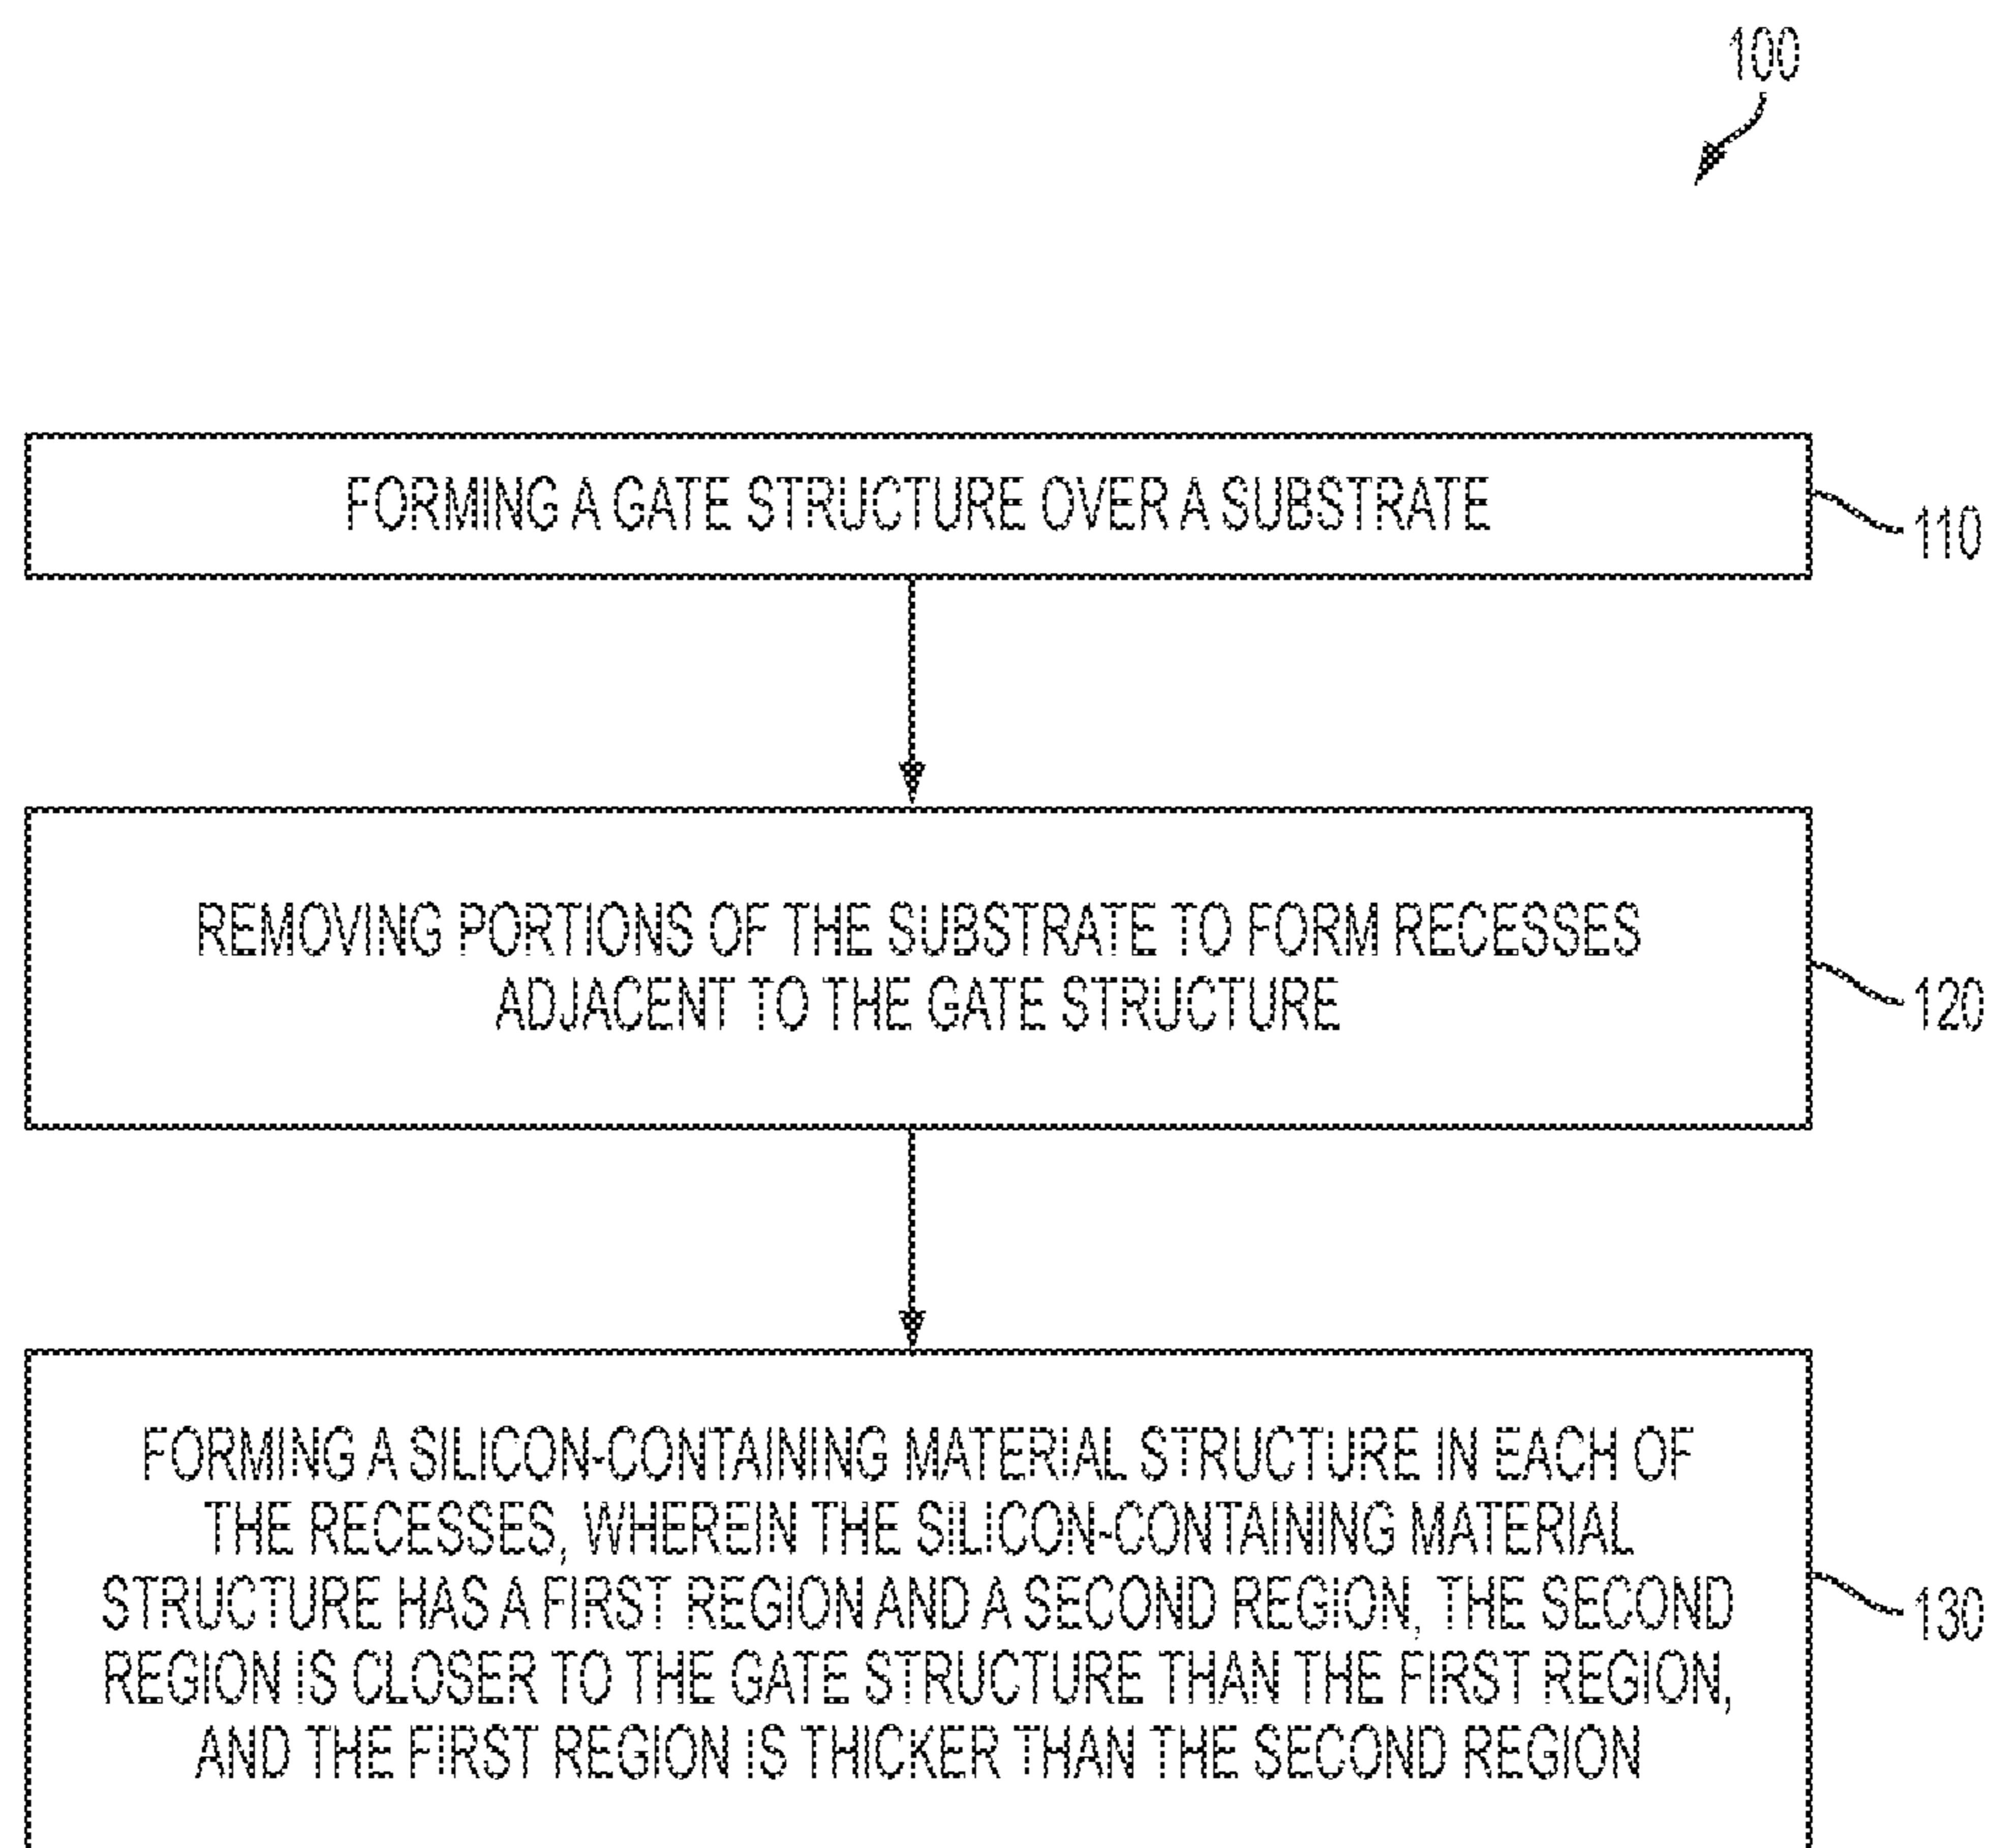 100
FORMING A GATE STRUCTURE OVER A SUBSTRATE
110
REMOVING PORTIONS OF THE SUBSTRATE TO FORM RECESSES
ADJACENT TO THE GATE STRUCTURE
120
FORMING A SILICON-CONTAINING MATERIAL STRUCTURE IN EACH OF
THE RECESSES, WHEREIN THE SILICON-CONTAINING MATERIAL
STRUCTURE HAS A FIRST REGION AND A SECOND REGION, THE SECOND
REGION IS CLOSER TO THE GATE STRUCTURE THAN THE FIRST REGION,
AND THE FIRST REGION IS THICKER THAN THE SECOND REGION
130